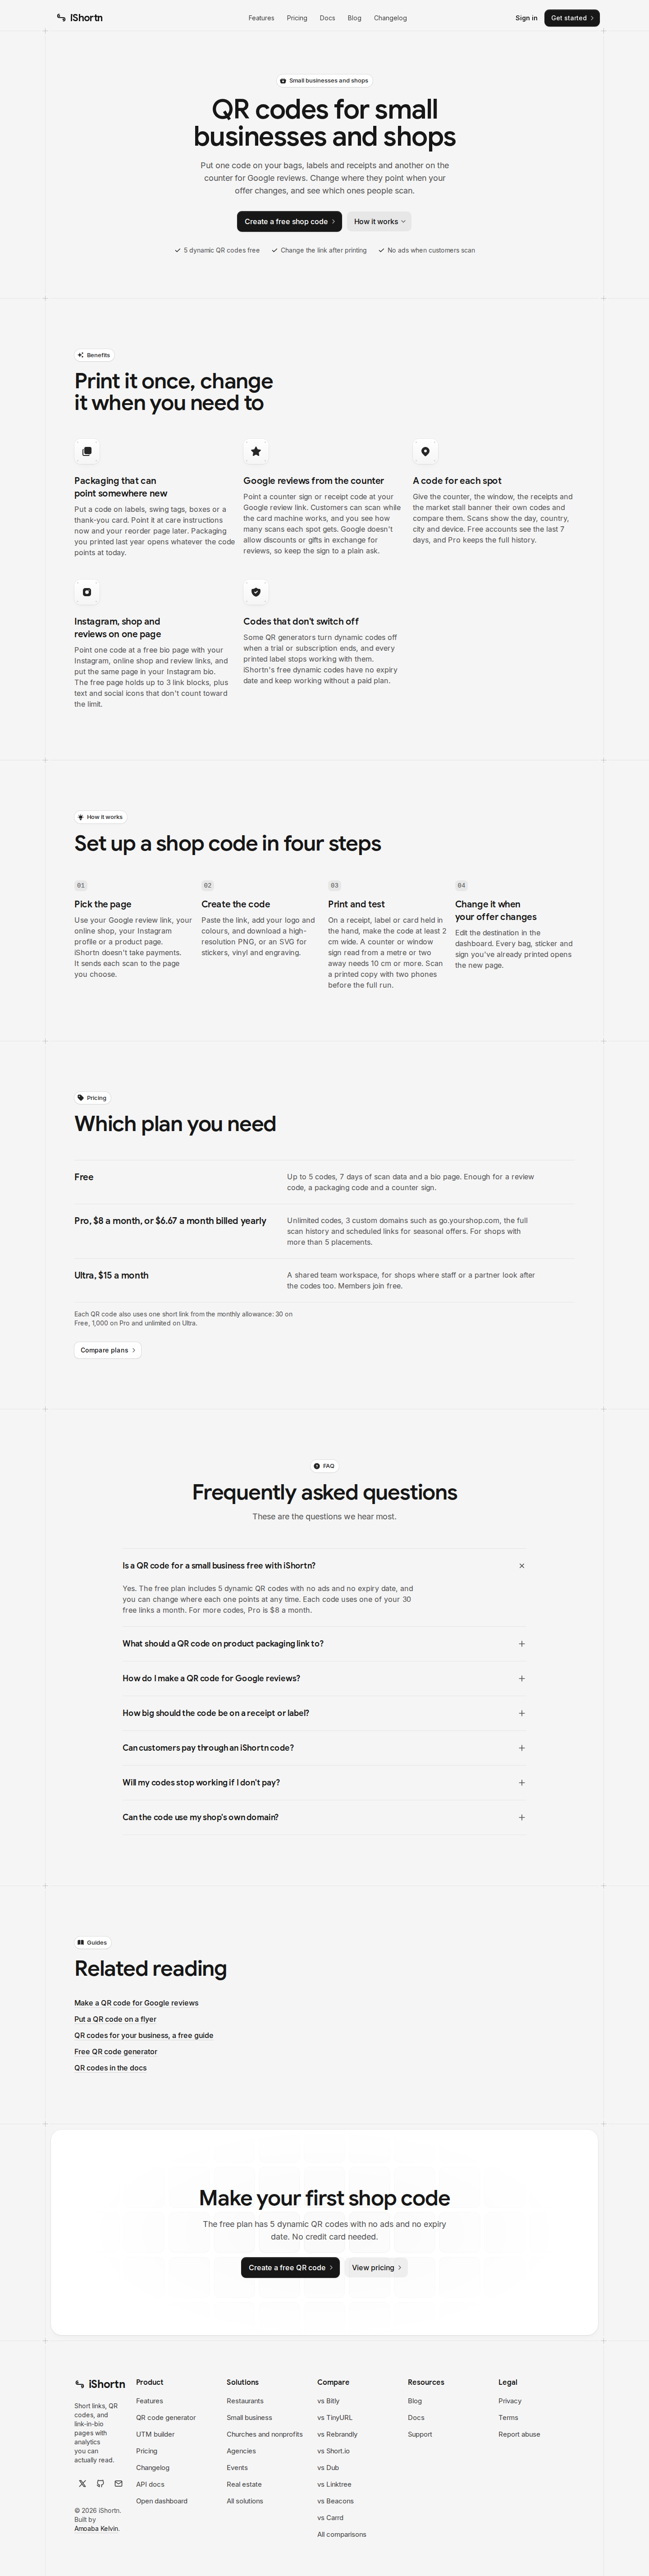 iShortn
Features
Pricing
Docs
Blog
Changelog
Sign in
Get started
Small businesses and shops
QR codes for small
businesses and shops
Put one code on your bags, labels and receipts and another on the
counter for Google reviews. Change where they point when your
offer changes, and see which ones people scan.
Create a free shop code
How it works
5 dynamic QR codes free
Change the link after printing
No ads when customers scan
Benefits
Print it once, change
it when you need to
Packaging that can
point somewhere new
Put a code on labels, swing tags, boxes or a
thank-you card. Point it at care instructions
now and your reorder page later. Packaging
you printed last year opens whatever the code
points at today.
Google reviews from the counter
Point a counter sign or receipt code at your
Google review link. Customers can scan while
the card machine works, and you see how
many scans each spot gets. Google doesn't
allow discounts or gifts in exchange for
reviews, so keep the sign to a plain ask.
A code for each spot
Give the counter, the window, the receipts and
the market stall banner their own codes and
compare them. Scans show the day, country,
city and device. Free accounts see the last 7
days, and Pro keeps the full history.
Instagram, shop and
reviews on one page
Point one code at a free bio page with your
Instagram, online shop and review links, and
put the same page in your Instagram bio.
The free page holds up to 3 link blocks, plus
text and social icons that don't count toward
the limit.
Codes that don't switch off
Some QR generators turn dynamic codes off
when a trial or subscription ends, and every
printed label stops working with them.
iShortn's free dynamic codes have no expiry
date and keep working without a paid plan.
How it works
Set up a shop code in four steps
01
Pick the page
Use your Google review link, your
online shop, your Instagram
profile or a product page.
iShortn doesn't take payments.
It sends each scan to the page
you choose.
02
Create the code
Paste the link, add your logo and
colours, and download a high-
resolution PNG, or an SVG for
stickers, vinyl and engraving.
03
Print and test
On a receipt, label or card held in
the hand, make the code at least 2
cm wide. A counter or window
sign read from a metre or two
away needs 10 cm or more. Scan
a printed copy with two phones
before the full run.
04
Change it when
your offer changes
Edit the destination in the
dashboard. Every bag, sticker and
sign you've already printed opens
the new page.
Pricing
Which plan you need
Free
Up to 5 codes, 7 days of scan data and a bio page. Enough for a review
code, a packaging code and a counter sign.
Pro, $8 a month, or $6.67 a month billed yearly
Unlimited codes, 3 custom domains such as go.yourshop.com, the full
scan history and scheduled links for seasonal offers. For shops with
more than 5 placements.
Ultra, $15 a month
A shared team workspace, for shops where staff or a partner look after
the codes too. Members join free.
Each QR code also uses one short link from the monthly allowance: 30 on
Free, 1,000 on Pro and unlimited on Ultra.
Compare plans
FAQ
Frequently asked questions
These are the questions we hear most.
Is a QR code for a small business free with iShortn?
Yes. The free plan includes 5 dynamic QR codes with no ads and no expiry date, and
you can change where each one points at any time. Each code uses one of your 30
free links a month. For more codes, Pro is $8 a month.
What should a QR code on product packaging link to?
How do I make a QR code for Google reviews?
How big should the code be on a receipt or label?
Can customers pay through an iShortn code?
Will my codes stop working if I don't pay?
Can the code use my shop's own domain?
Guides
Related reading
Make a QR code for Google reviews
Put a QR code on a flyer
QR codes for your business, a free guide
Free QR code generator
QR codes in the docs
Make your first shop code
The free plan has 5 dynamic QR codes with no ads and no expiry
date. No credit card needed.
Create a free QR code
View pricing
iShortn
Short links, QR
codes, and
link-in-bio
pages with
analytics
you can
actually read.
© 2026 iShortn.
Built by
Amoaba Kelvin.
Product
Features
QR code generator
UTM builder
Pricing
Changelog
API docs
Open dashboard
Solutions
Restaurants
Small business
Churches and nonprofits
Agencies
Events
Real estate
All solutions
Compare
vs Bitly
vs TinyURL
vs Rebrandly
vs Short.io
vs Dub
vs Linktree
vs Beacons
vs Carrd
All comparisons
Resources
Blog
Docs
Support
Legal
Privacy
Terms
Report abuse